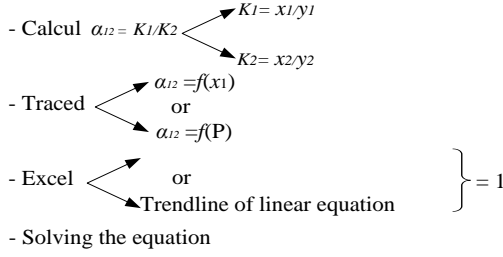 K1= x1/y1
- Calcul α12 = K1/K2
K2= x2/y2
α12 =f(x1)
- Traced or
α12 =f(P)
- Excel or = 1
Trendline of linear equation
- Solving the equation